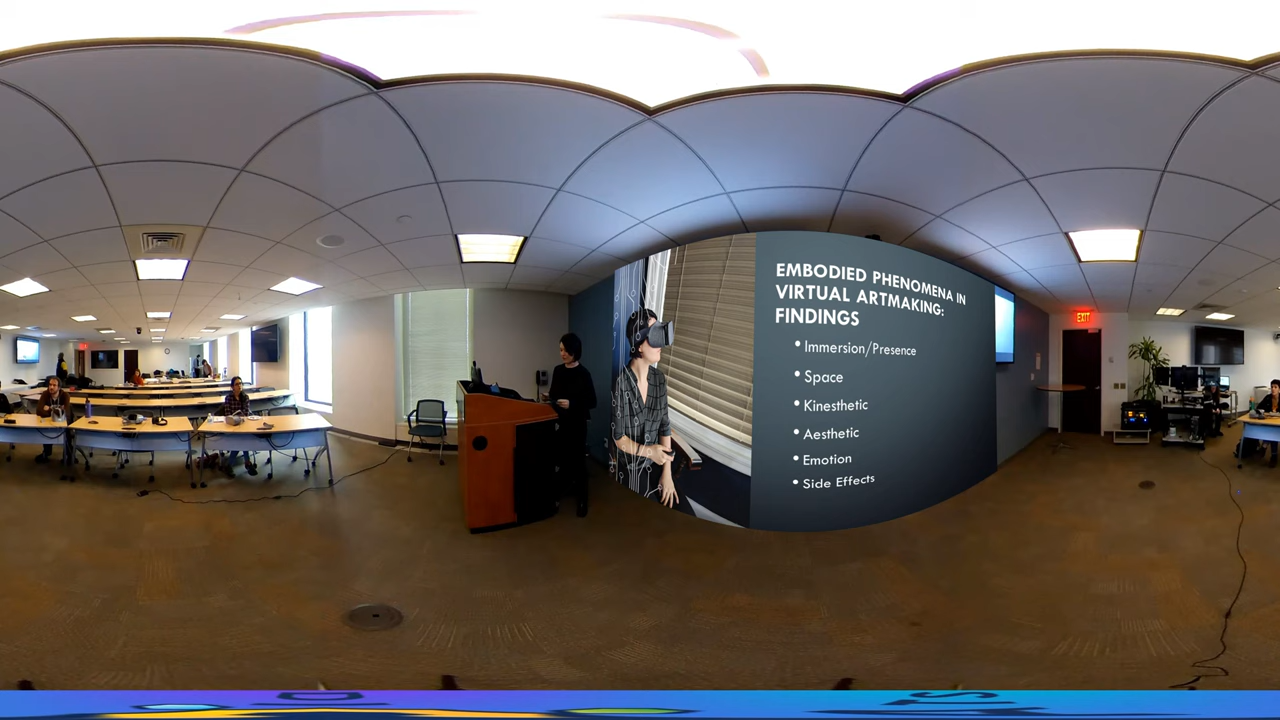 EMBODIED PHENOMENA IN
VIRTUAL ARTMAKING:
FINDINGS
• Immersion/Presence
• Space
• Kinesthetic
• Aesthetic
• Emotion
• Side Effects
EXIT